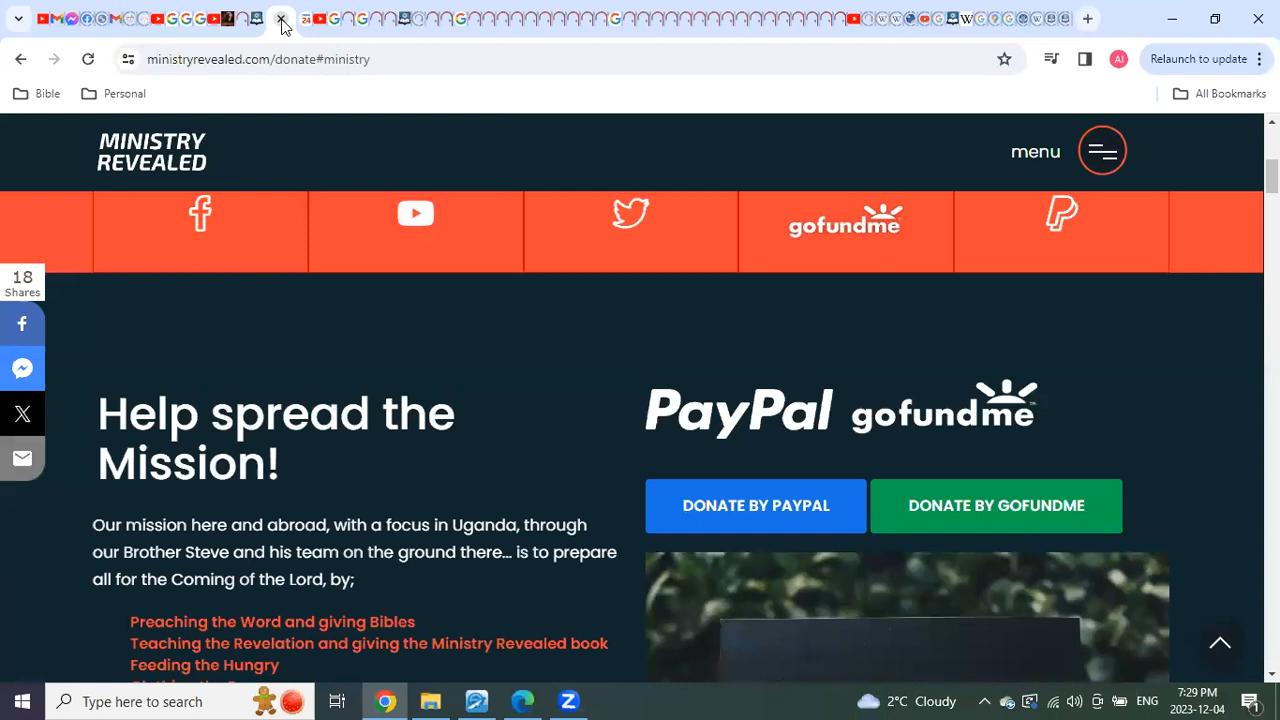 24
ministryrevealed.com/donate#ministry
AI
Relaunch to update
Bible
Personal
All Bookmarks
MINISTRY
REVEALED
menu
gofundme
18
Shares
Help spread the
Mission!
PayPal gofundme
DONATE BY PAYPAL
DONATE BY GOFUNDME
Our mission here and abroad, with a focus in Uganda, through
our Brother Steve and his team on the ground there... is to prepare
all for the Coming of the Lord, by;
Preaching the Word and giving Bibles
Teaching the Revelation and giving the Ministry Revealed book
Feeding the Hungry
Type here to search
2°C Cloudy
ENG
7:29 PM
2023-12-04